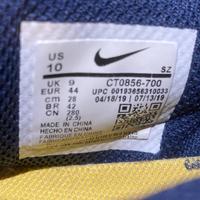 US
10
SZ
UK 9
EUR 44
CM 28
BR 42
CN 280
(2.5)
CT0856-700
UPC 00193658310033
04/18/19 07/13/19
MADE IN CHINA
HECHO EN CHINA
FABRIQUÉ EN CHINE